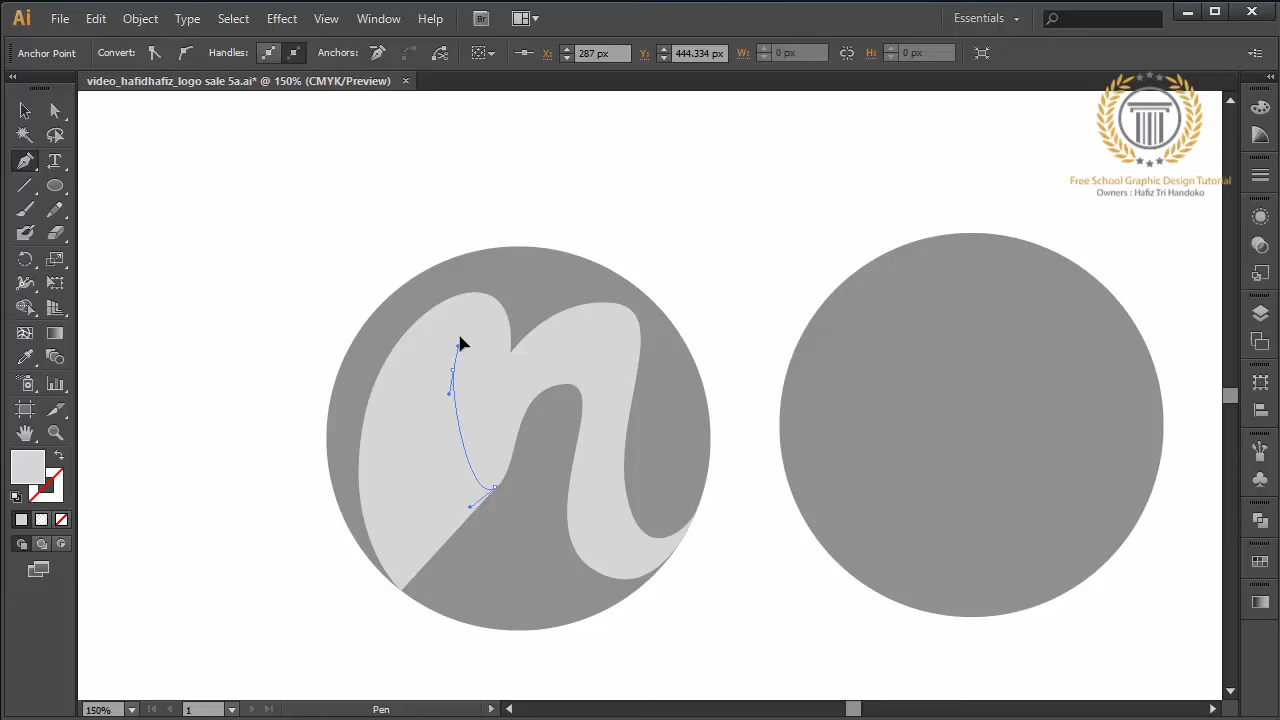 Ai File Edit Object Type Select Effect View Window Help Br Essentials
Anchor Point Convert: Handles: Anchors: X: 287 px Y: 444.334 px W: 0 px H: 0 px
video_hafidhafiz_logo sale 5a.ai* @ 150% (CMYK/Preview)
Free School Graphic Design Tutorial
Owners : Hafiz Tri Handoko
T
n
150% 1 Pen